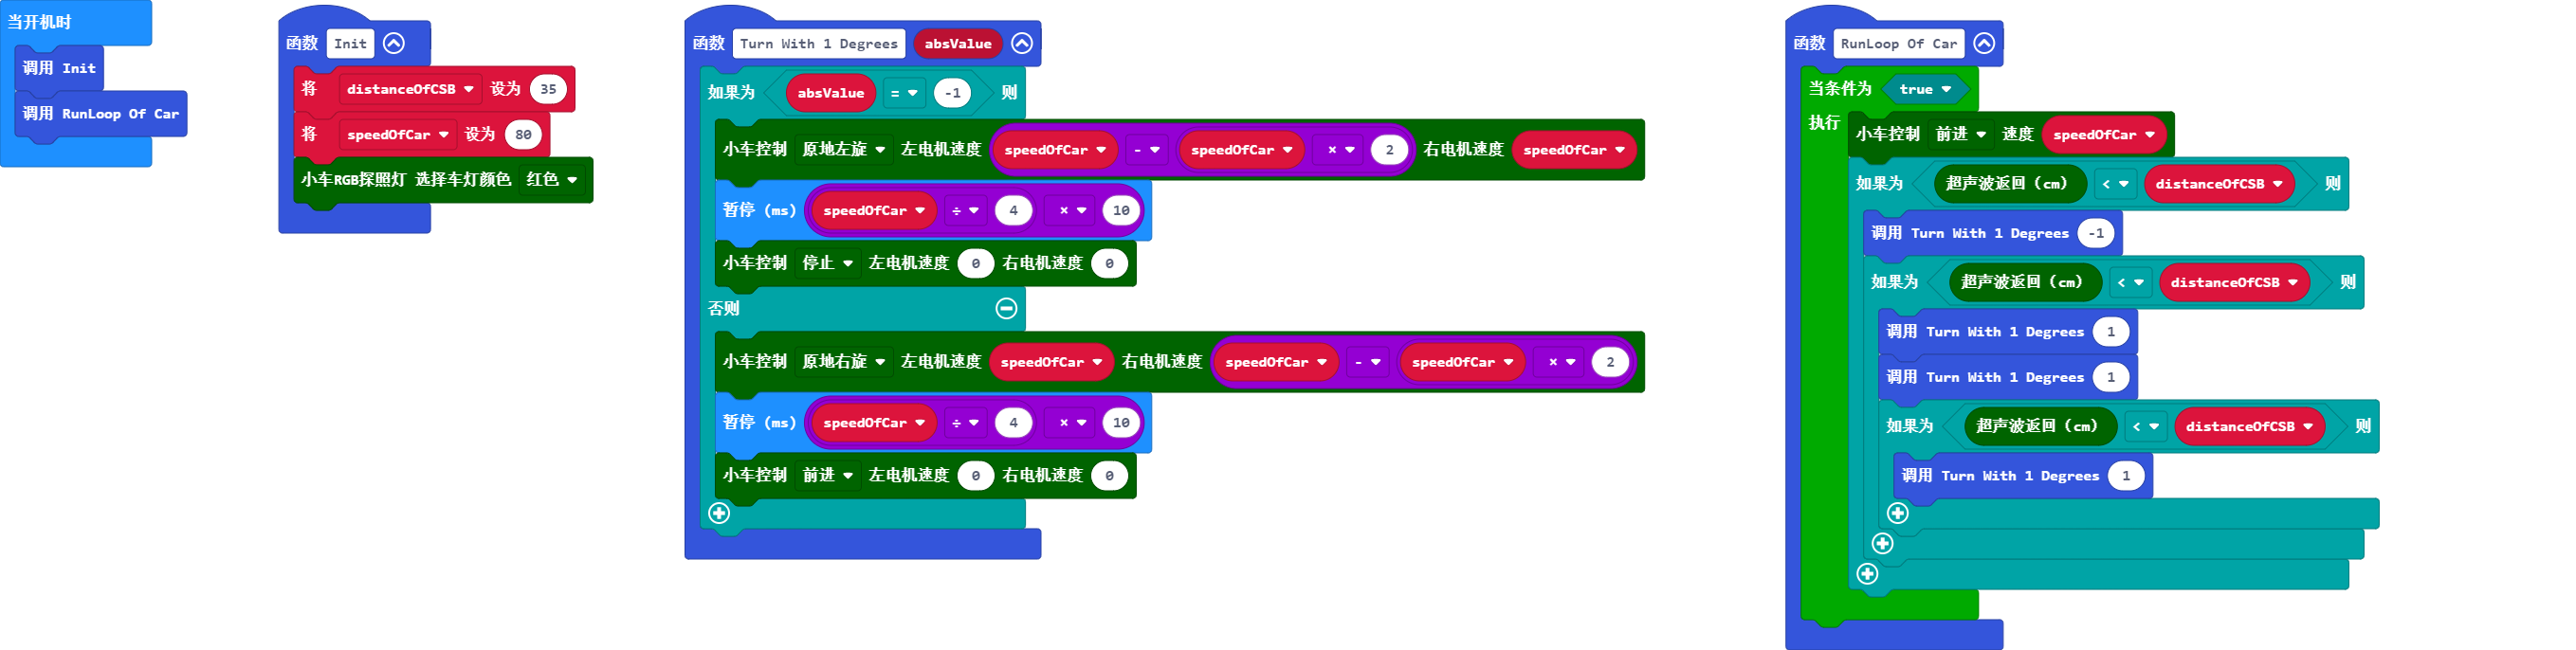 当开机时
调用 Init
调用 RunLoop Of Car
函数 Init
将 distanceOfCSB 设为 35
将 speedOfCar 设为 80
小车RGB探照灯 选择车灯颜色 红色
函数 Turn With 1 Degrees absValue
如果为 absValue = -1 则
小车控制 原地左旋 左电机速度 speedOfCar - speedOfCar × 2 右电机速度 speedOfCar
暂停 (ms) speedOfCar ÷ 4 × 10
小车控制 停止 左电机速度 0 右电机速度 0
否则
小车控制 原地右旋 左电机速度 speedOfCar 右电机速度 speedOfCar - speedOfCar × 2
暂停 (ms) speedOfCar ÷ 4 × 10
小车控制 前进 左电机速度 0 右电机速度 0
函数 RunLoop Of Car
当条件为 true
执行
小车控制 前进 速度 speedOfCar
如果为 超声波返回（cm） < distanceOfCSB 则
调用 Turn With 1 Degrees -1
如果为 超声波返回（cm） < distanceOfCSB 则
调用 Turn With 1 Degrees 1
调用 Turn With 1 Degrees 1
如果为 超声波返回（cm） < distanceOfCSB 则
调用 Turn With 1 Degrees 1